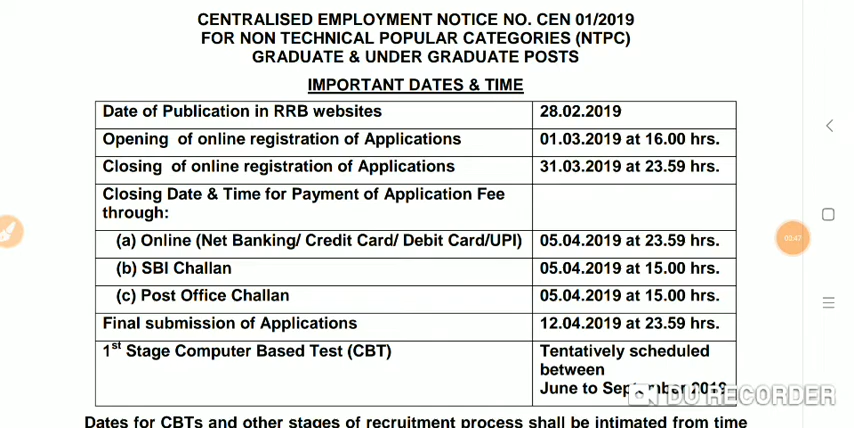 CENTRALISED EMPLOYMENT NOTICE NO. CEN 01/2019
FOR NON TECHNICAL POPULAR CATEGORIES (NTPC)
GRADUATE & UNDER GRADUATE POSTS
IMPORTANT DATES & TIME
Date of Publication in RRB websites 28.02.2019
Opening of online registration of Applications 01.03.2019 at 16.00 hrs.
Closing of online registration of Applications 31.03.2019 at 23.59 hrs.
Closing Date & Time for Payment of Application Fee
through:
(a) Online (Net Banking/ Credit Card/ Debit Card/UPI) 05.04.2019 at 23.59 hrs.
(b) SBI Challan 05.04.2019 at 15.00 hrs.
(c) Post Office Challan 05.04.2019 at 15.00 hrs.
Final submission of Applications 12.04.2019 at 23.59 hrs.
1st Stage Computer Based Test (CBT) Tentatively scheduled
between
June to September 2019
DU RECORDER
Dates for CBTs and other stages of recruitment process shall be intimated from time